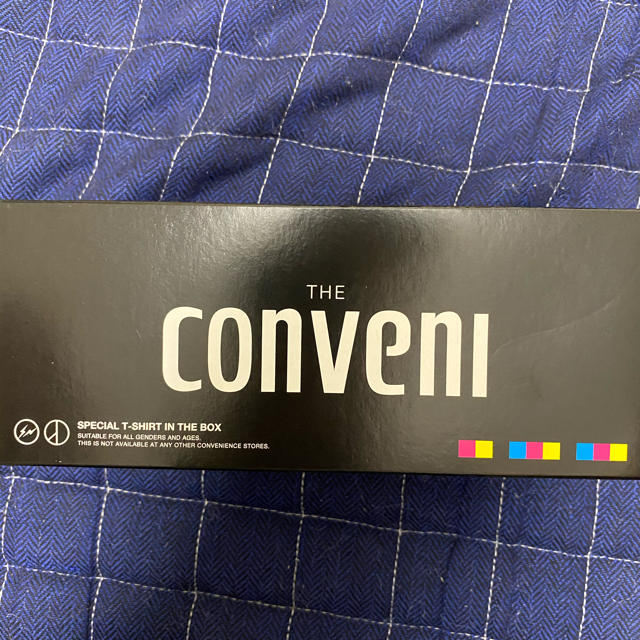 THE
CONVENI
SPECIAL T-SHIRT IN THE BOX
SUITABLE FOR ALL GENDERS AND AGES.
THIS IS NOT AVAILABLE AT ANY OTHER CONVENIENCE STORES.